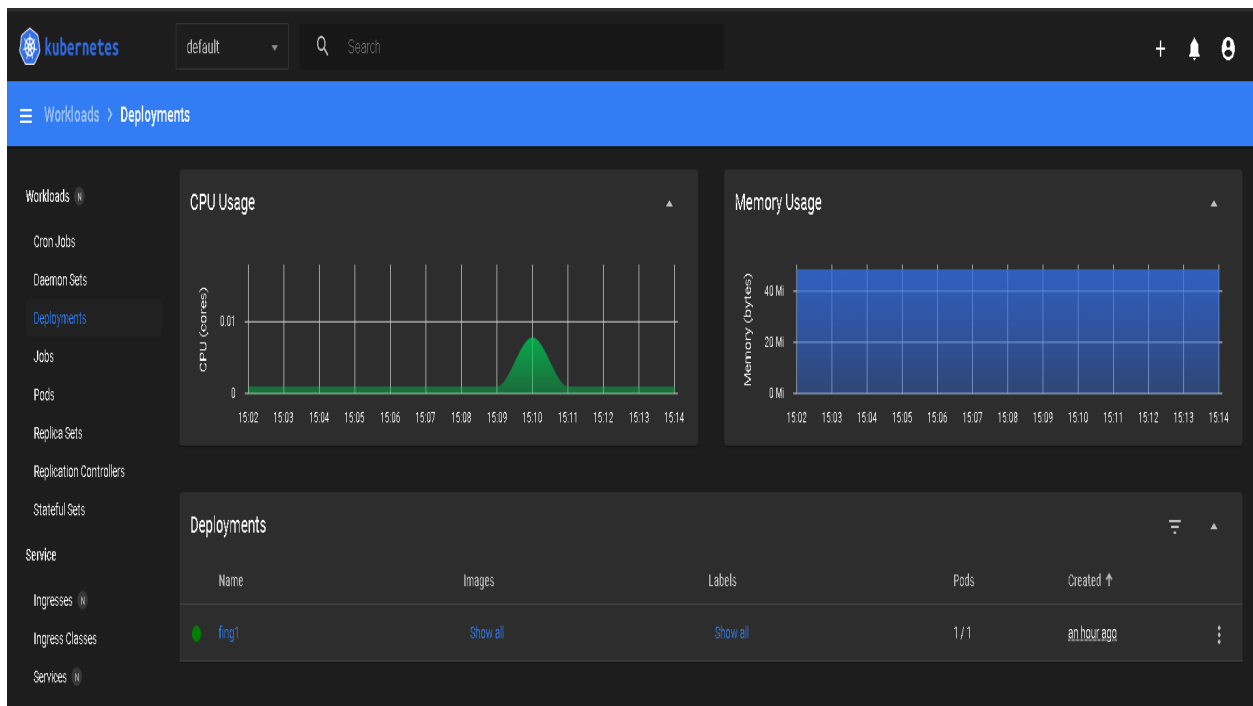 kubernetes
default
Search
Workloads > Deployments
Workloads N
Cron Jobs
Daemon Sets
Deployments
Jobs
Pods
Replica Sets
Replication Controllers
Stateful Sets
Service
Ingresses N
Ingress Classes
Services N
CPU Usage
CPU (cores)
0.01
0
15:02 15:03 15:04 15:05 15:06 15:07 15:08 15:09 15:10 15:11 15:12 15:13 15:14
Memory Usage
Memory (bytes)
40 Mi
20 Mi
0 Mi
15:02 15:03 15:04 15:05 15:06 15:07 15:08 15:09 15:10 15:11 15:12 15:13 15:14
Deployments
Name Images Labels Pods Created ↑
fing1 Show all Show all 1 / 1 an hour ago